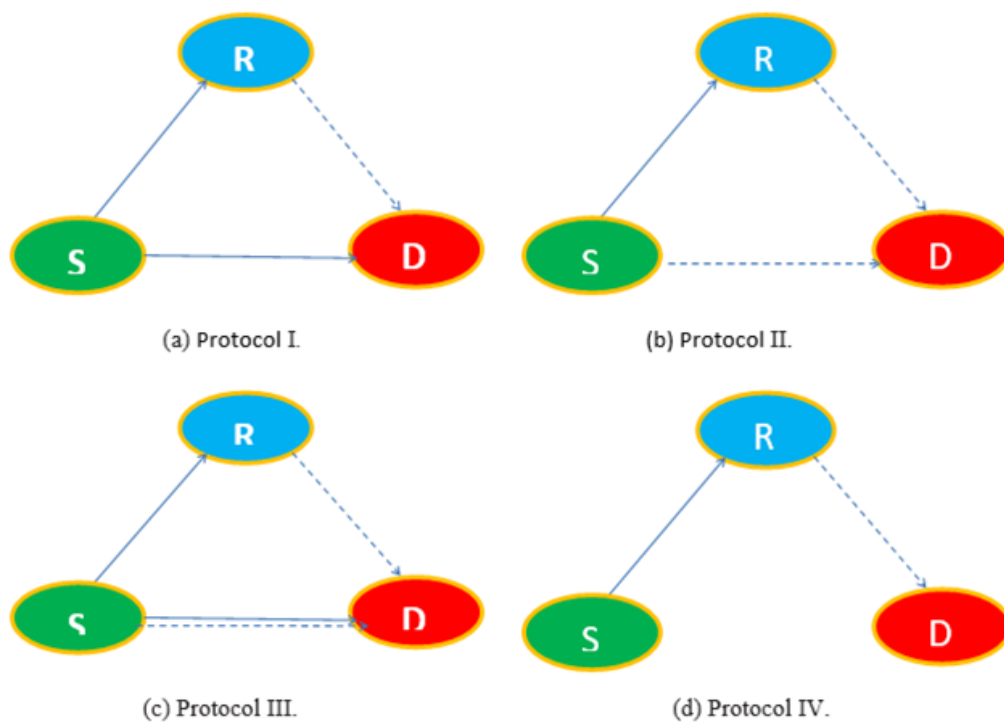 R
R
S
D
S
D
(a) Protocol I.
(b) Protocol II.
R
R
S
D
S
D
(c) Protocol III.
(d) Protocol IV.